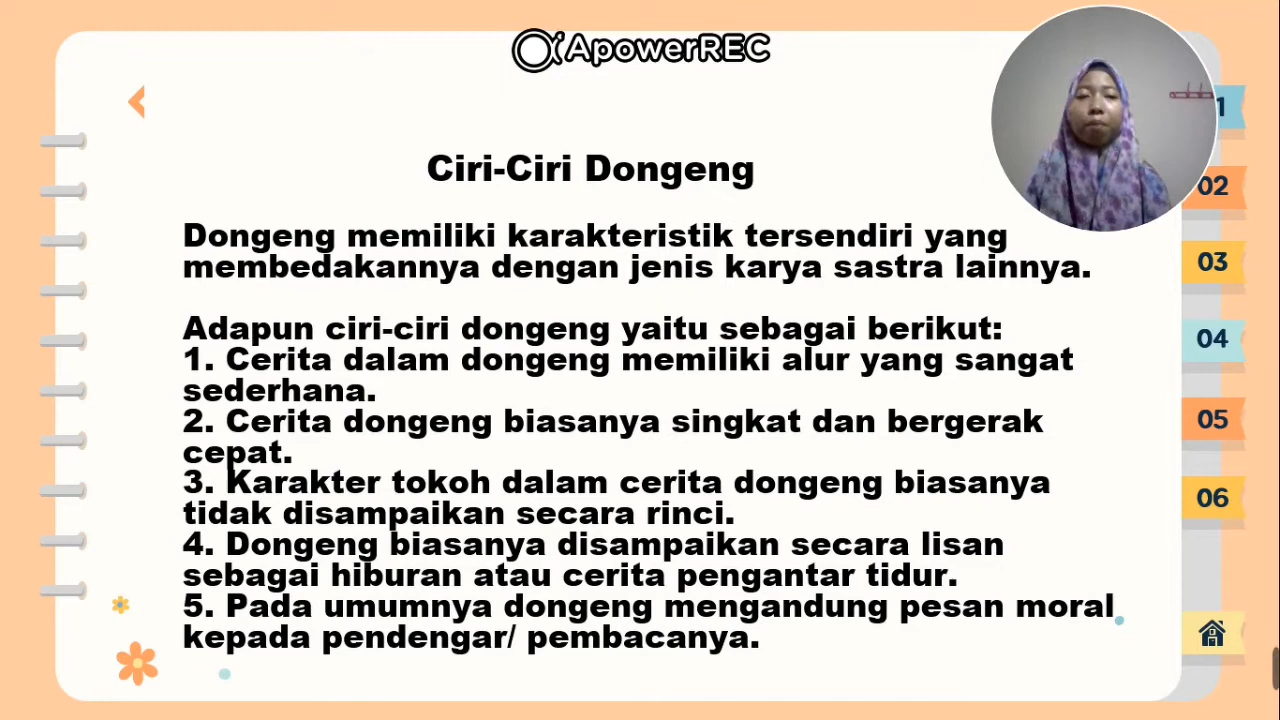 ApowerREC
Ciri-Ciri Dongeng
Dongeng memiliki karakteristik tersendiri yang
membedakannya dengan jenis karya sastra lainnya.
Adapun ciri-ciri dongeng yaitu sebagai berikut:
1. Cerita dalam dongeng memiliki alur yang sangat
sederhana.
2. Cerita dongeng biasanya singkat dan bergerak
cepat.
3. Karakter tokoh dalam cerita dongeng biasanya
tidak disampaikan secara rinci.
4. Dongeng biasanya disampaikan secara lisan
sebagai hiburan atau cerita pengantar tidur.
5. Pada umumnya dongeng mengandung pesan moral
kepada pendengar/ pembacanya.
1
02
03
04
05
06